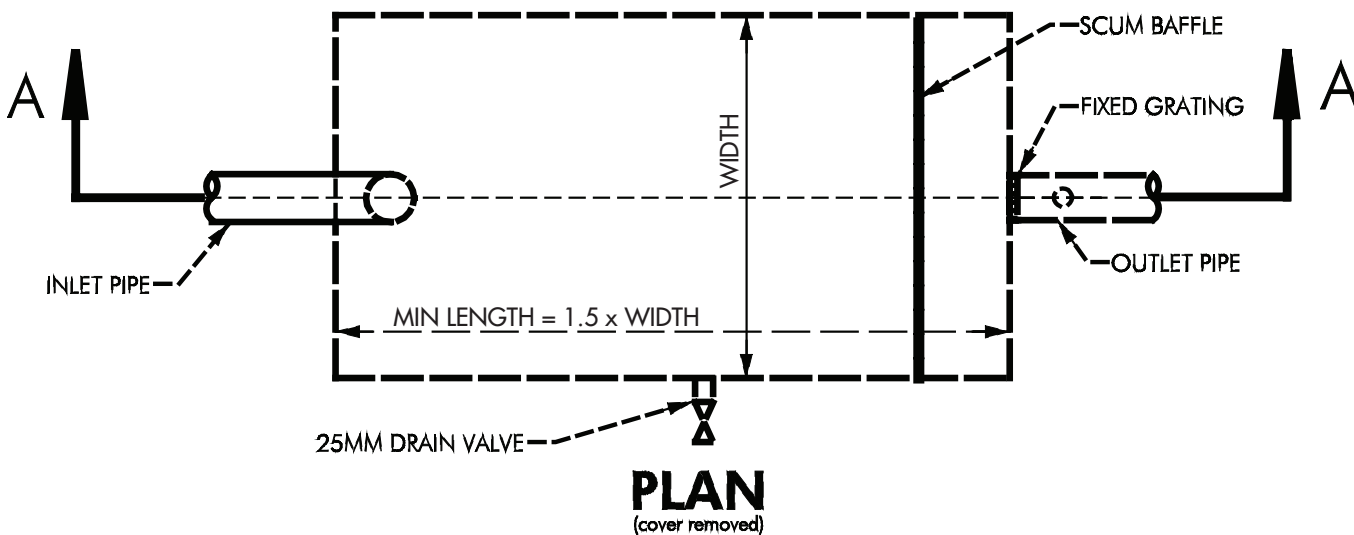 SCUM BAFFLE
A
A
FIXED GRATING
WIDTH
INLET PIPE
OUTLET PIPE
MIN LENGTH = 1.5 x WIDTH
25MM DRAIN VALVE
PLAN
(cover removed)